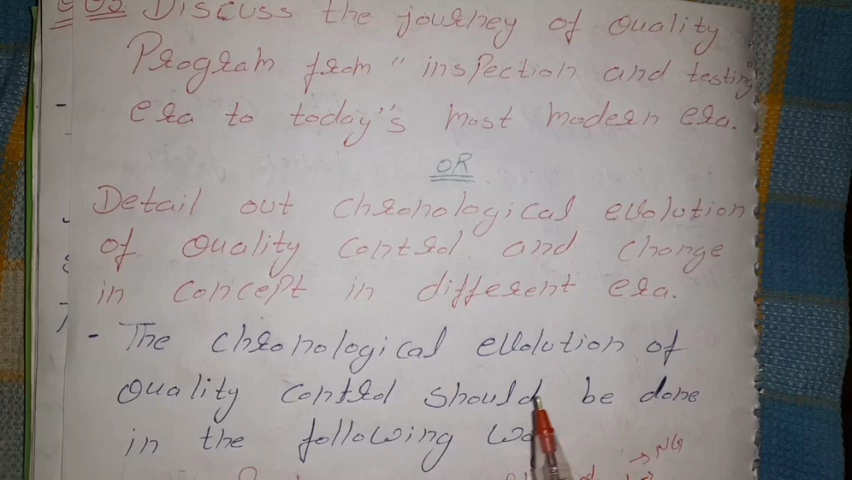 Q2 Discuss the journey of Quality
Program from "inspection and testing
era to today"s most modern era.
OR
Detail out chronological evolution
of Quality control and change
in concept in different era.
- The chronological evolution of
Quality control should be done
in the following
→ NG